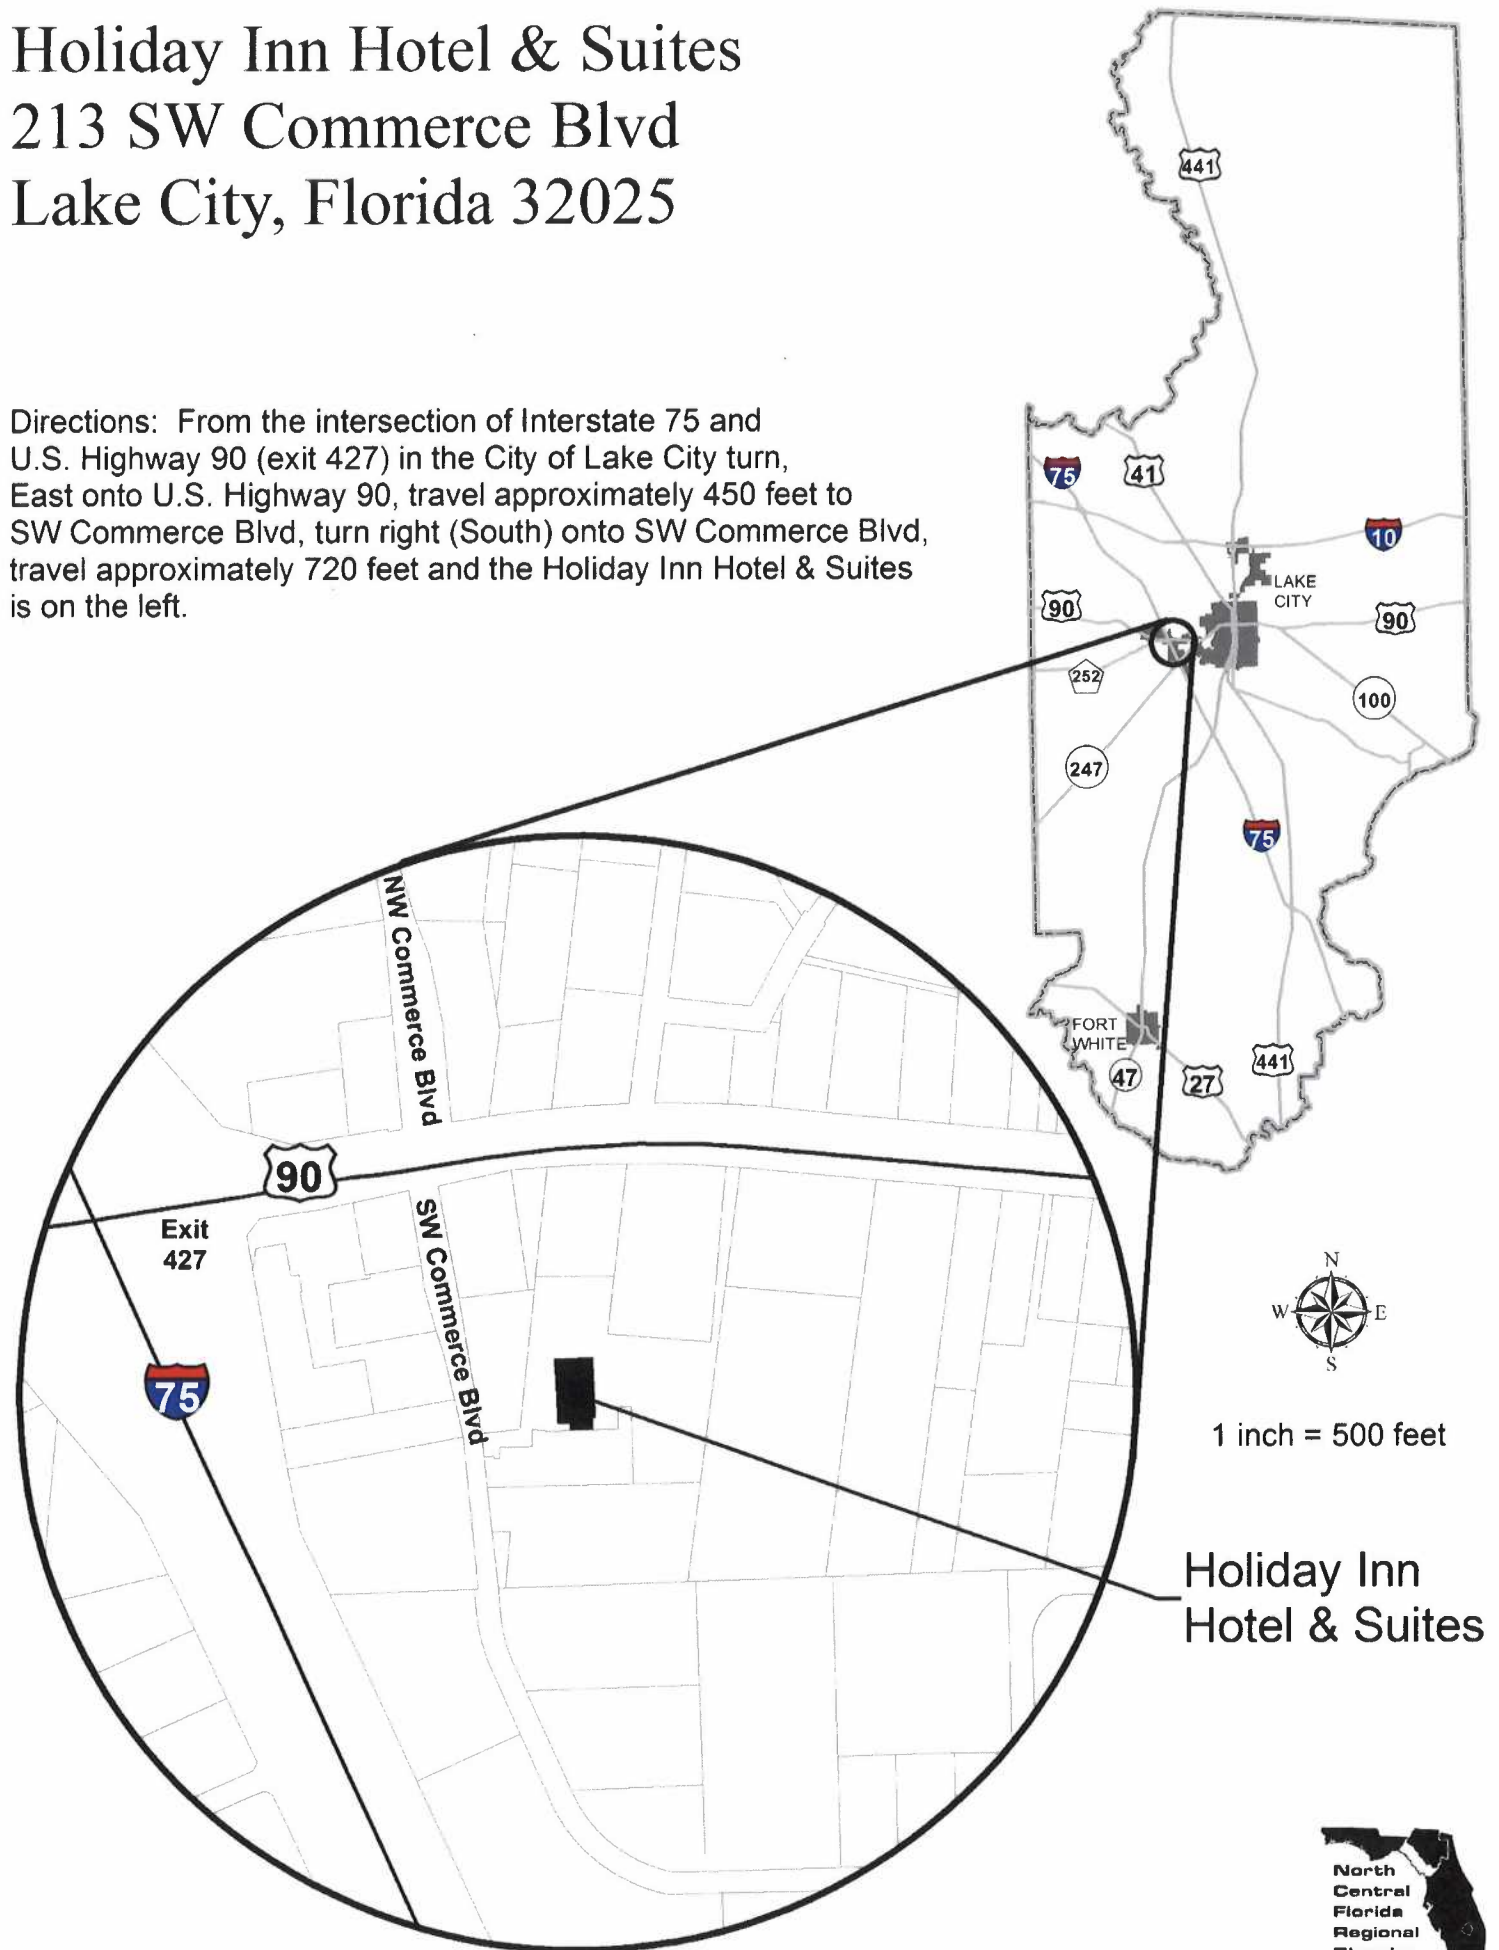 Holiday Inn Hotel & Suites
213 SW Commerce Blvd
Lake City, Florida 32025
Directions:  From the intersection of Interstate 75 and
U.S. Highway 90 (exit 427) in the City of Lake City turn,
East onto U.S. Highway 90, travel approximately 450 feet to
SW Commerce Blvd, turn right (South) onto SW Commerce Blvd,
travel approximately 720 feet and the Holiday Inn Hotel & Suites
is on the left.
441
75
41
10
LAKE
CITY
90
90
252
100
247
75
FORT
WHITE
47
27
441
NW Commerce Blvd
90
Exit
427
SW Commerce Blvd
75
N
W
E
S
1 inch = 500 feet
Holiday Inn
Hotel & Suites
North
Central
Florida
Regional